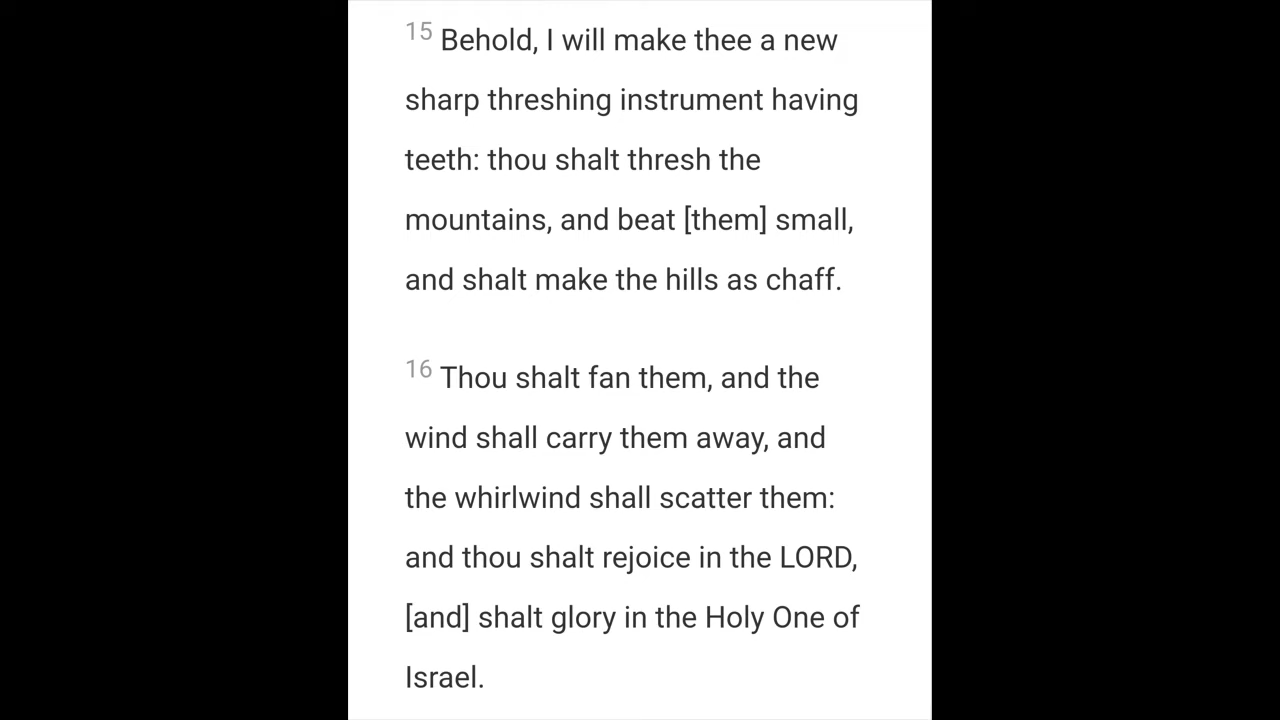 15 Behold, I will make thee a new
sharp threshing instrument having
teeth: thou shalt thresh the
mountains, and beat [them] small,
and shalt make the hills as chaff.
16 Thou shalt fan them, and the
wind shall carry them away, and
the whirlwind shall scatter them:
and thou shalt rejoice in the LORD,
[and] shalt glory in the Holy One of
Israel.